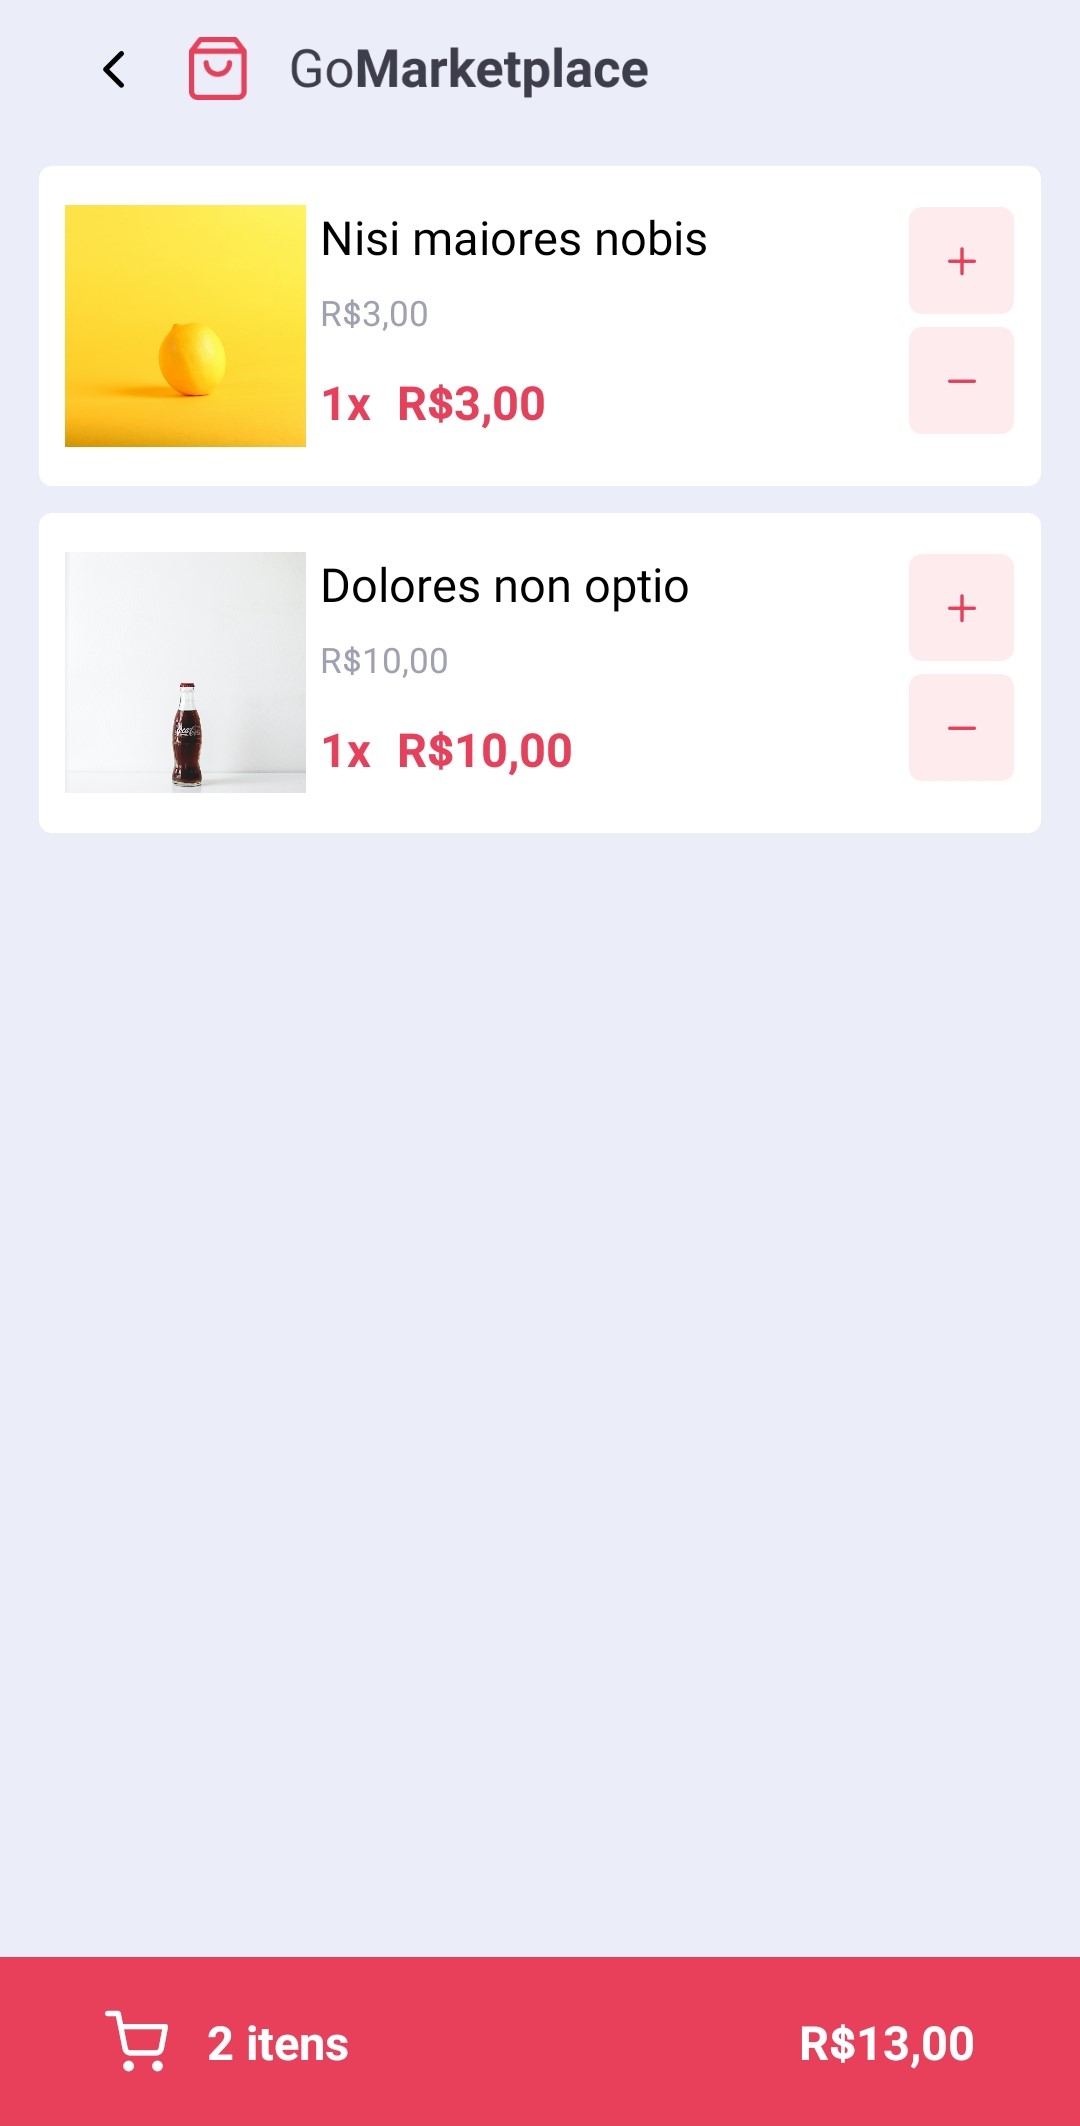 GoMarketplace
Nisi maiores nobis
R$3,00
1x R$3,00
Dolores non optio
R$10,00
1x R$10,00
2 itens R$13,00